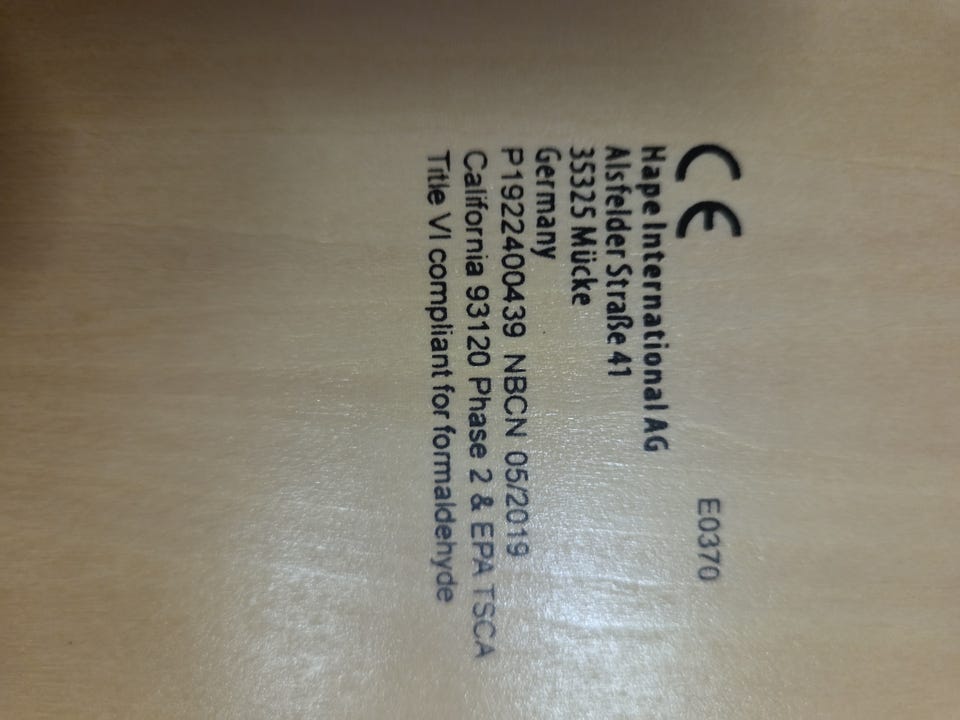 CE E0370
Hape International AG
Alsfelder Straße 41
35325 Mücke
Germany
P1922400439 NBCN 05/2019
California 93120 Phase 2 & EPA TSCA
Title VI compliant for formaldehyde